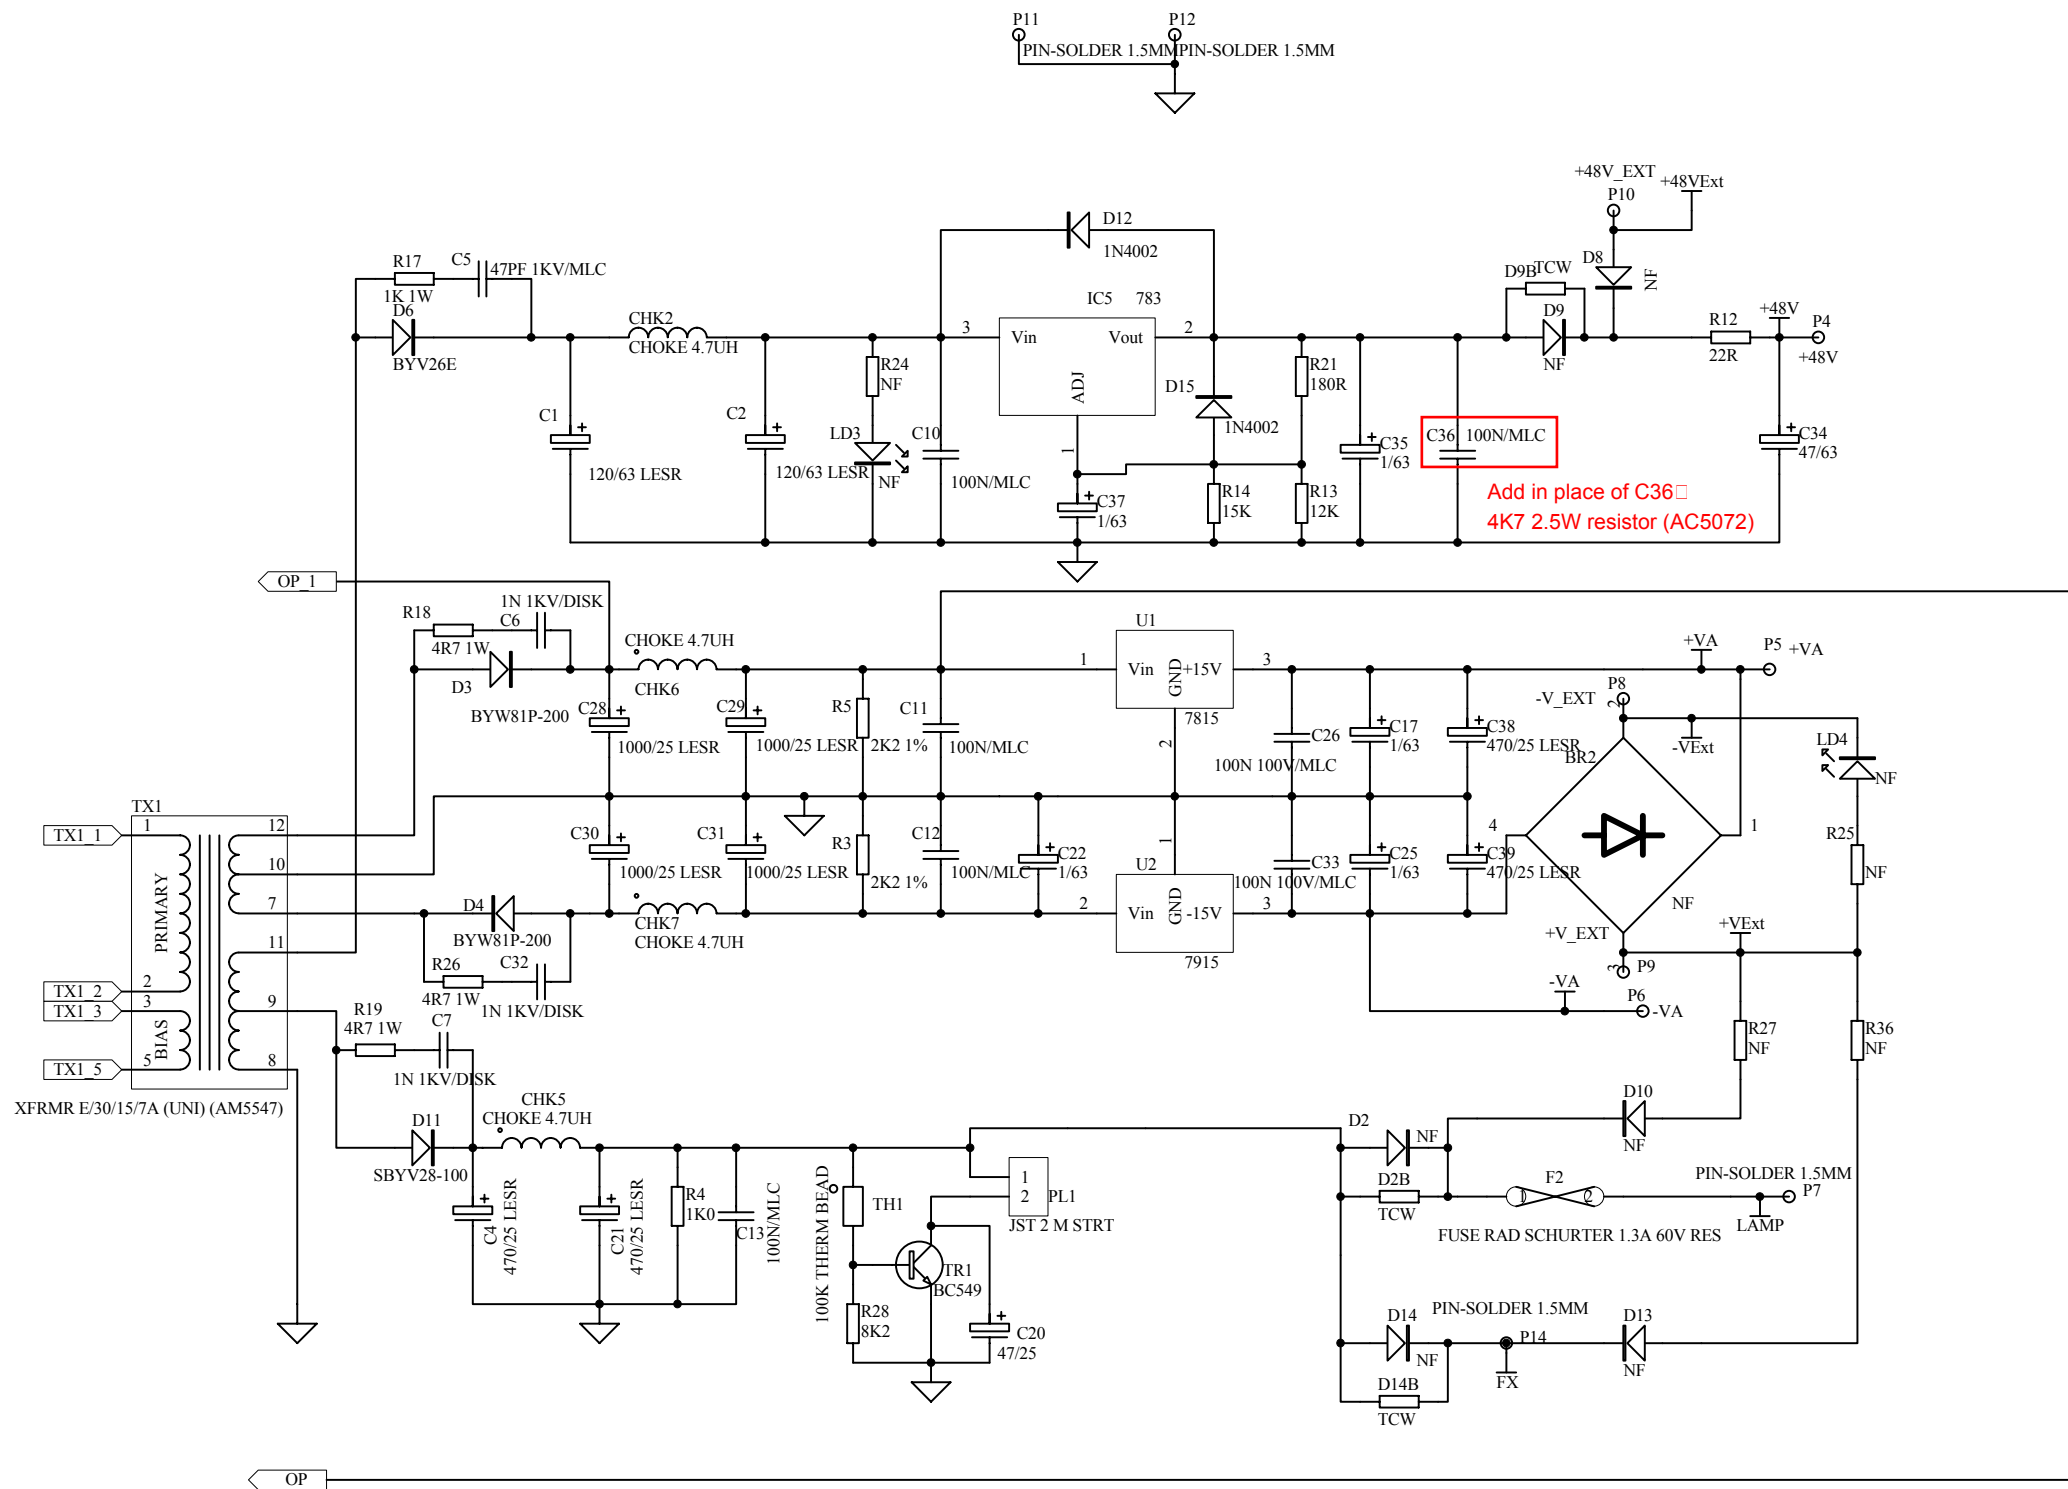 P11 P12
PIN-SOLDER 1.5MM PIN-SOLDER 1.5MM
+48V_EXT +48VExt
P10
D12
1N4002
R17 C5 47PF 1KV/MLC
1K 1W
D6
BYV26E
CHK2
CHOKE 4.7UH
IC5 783
3 Vin Vout 2
ADJ
1
D9B TCW D8
NF
D9
NF
R12
22R
+48V P4
+48V
R24
NF
R21
180R
D15
1N4002
C1
120/63 LESR
C2
120/63 LESR
LD3
NF
C10
100N/MLC
C35
1/63
C36 100N/MLC
C34
47/63
C37
1/63
R14
15K
R13
12K
Add in place of C36□
4K7 2.5W resistor (AC5072)
OP_1
1N 1KV/DISK
R18 C6
4R7 1W
D3
BYW81P-200
CHOKE 4.7UH
CHK6
U1
1 Vin GND +15V 3
7815
2
+VA P5 +VA
P8
-V_EXT
2
-VExt
C28
1000/25 LESR
C29
1000/25 LESR
R5
2K2 1%
C11
100N/MLC
C26
100N 100V/MLC
C17
1/63
C38
470/25 LESR
BR2
LD4
NF
TX1
TX1_1 1 12
10
7
PRIMARY
11
TX1_2 2
TX1_3 3 9
BIAS
TX1_5 5 8
XFRMR E/30/15/7A (UNI) (AM5547)
C30
1000/25 LESR
C31
1000/25 LESR
R3
2K2 1%
C12
100N/MLC
C22
1/63
1
U2
2 Vin GND -15V 3
7915
C33
100N 100V/MLC
C25
1/63
C39
470/25 LESR
4 1
NF
R25
NF
D4
BYW81P-200
CHK7
CHOKE 4.7UH
R26 C32
4R7 1W
1N 1KV/DISK
+V_EXT
3 P9
+VExt
-VA P6
-VA
R19
4R7 1W C7
1N 1KV/DISK
R27
NF
R36
NF
D11
SBYV28-100
CHK5
CHOKE 4.7UH
C4
470/25 LESR
C21
470/25 LESR
R4
1K0
C13
100N/MLC
100K THERM BEAD
TH1
1
2 PL1
JST 2 M STRT
TR1
BC549
R28
8K2
C20
47/25
D2 NF
D2B
TCW
D10
NF
1 F2 2
FUSE RAD SCHURTER 1.3A 60V RES
PIN-SOLDER 1.5MM
P7
LAMP
PIN-SOLDER 1.5MM
D14
NF
D14B
TCW
P14
FX
D13
NF
OP